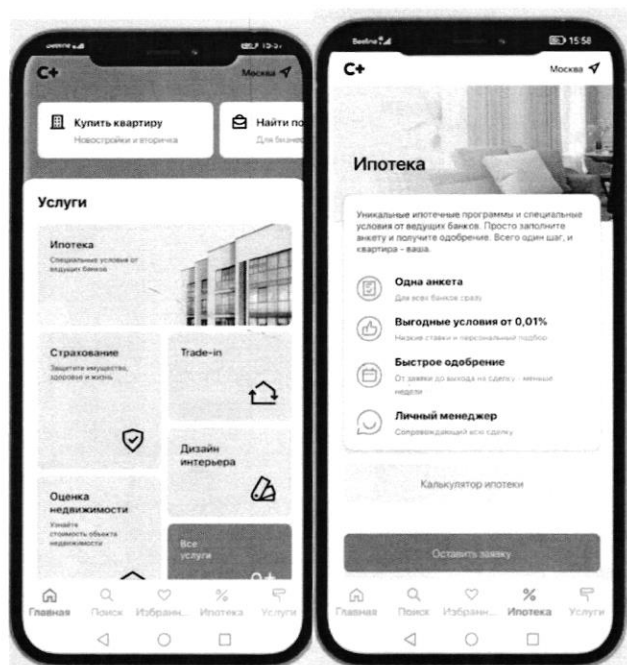 Beeline
15:57
C+
Москва
Купить квартиру
Новостройки и вторичка
Найти по
Для бизнес
Услуги
Ипотека
Специальные условия от
ведущих банков
Страхование
Защитите имущество,
здоровье и жизнь
Trade-in
Дизайн
интерьера
Оценка
недвижимости
Узнайте
стоимость объекта
недвижимости
Все
услуги
Главная
Поиск
Избранн...
Ипотека
Услуги
Beeline
15:58
C+
Москва
Ипотека
Уникальные ипотечные программы и специальные
условия от ведущих банков. Просто заполните
анкету и получите одобрение. Всего один шаг, и
квартира - ваша.
Одна анкета
Для всех банков сразу
Выгодные условия от 0,01%
Низкие ставки и персональный подбор
Быстрое одобрение
От заявки до выхода на сделку - меньше
недели
Личный менеджер
Сопровождающий всю сделку
Калькулятор ипотеки
Оставить заявку
Главная
Поиск
Избранн...
Ипотека
Услуги